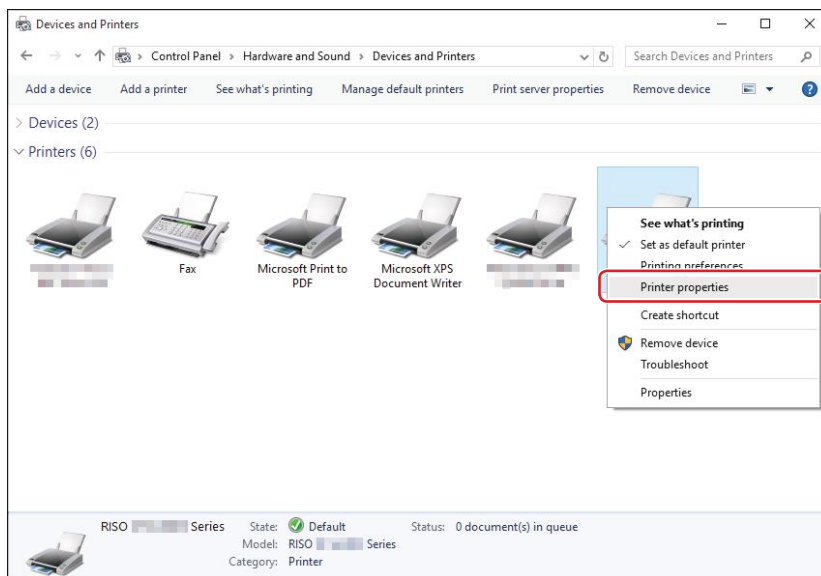 Devices and Printers
Control Panel > Hardware and Sound > Devices and Printers
Search Devices and Printers
Add a device Add a printer See what's printing Manage default printers Print server properties Remove device
Devices (2)
Printers (6)
Fax
Microsoft Print to PDF
Microsoft XPS Document Writer
See what's printing
Set as default printer
Printing preferences
Printer properties
Create shortcut
Remove device
Troubleshoot
Properties
RISO Series State: Default Status: 0 document(s) in queue
Model: RISO Series
Category: Printer